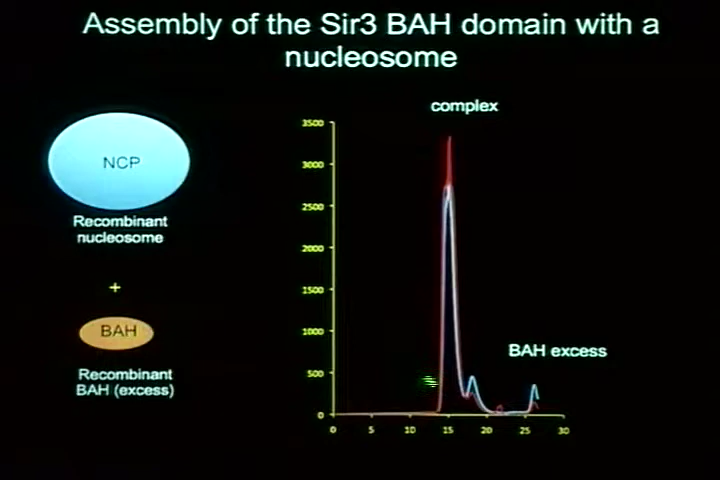 Assembly of the Sir3 BAH domain with a
nucleosome
complex
NCP
Recombinant
nucleosome
+
BAH
Recombinant
BAH (excess)
3500
3000
2500
2000
1500
1000
500
0
BAH excess
0 5 10 15 20 25 30